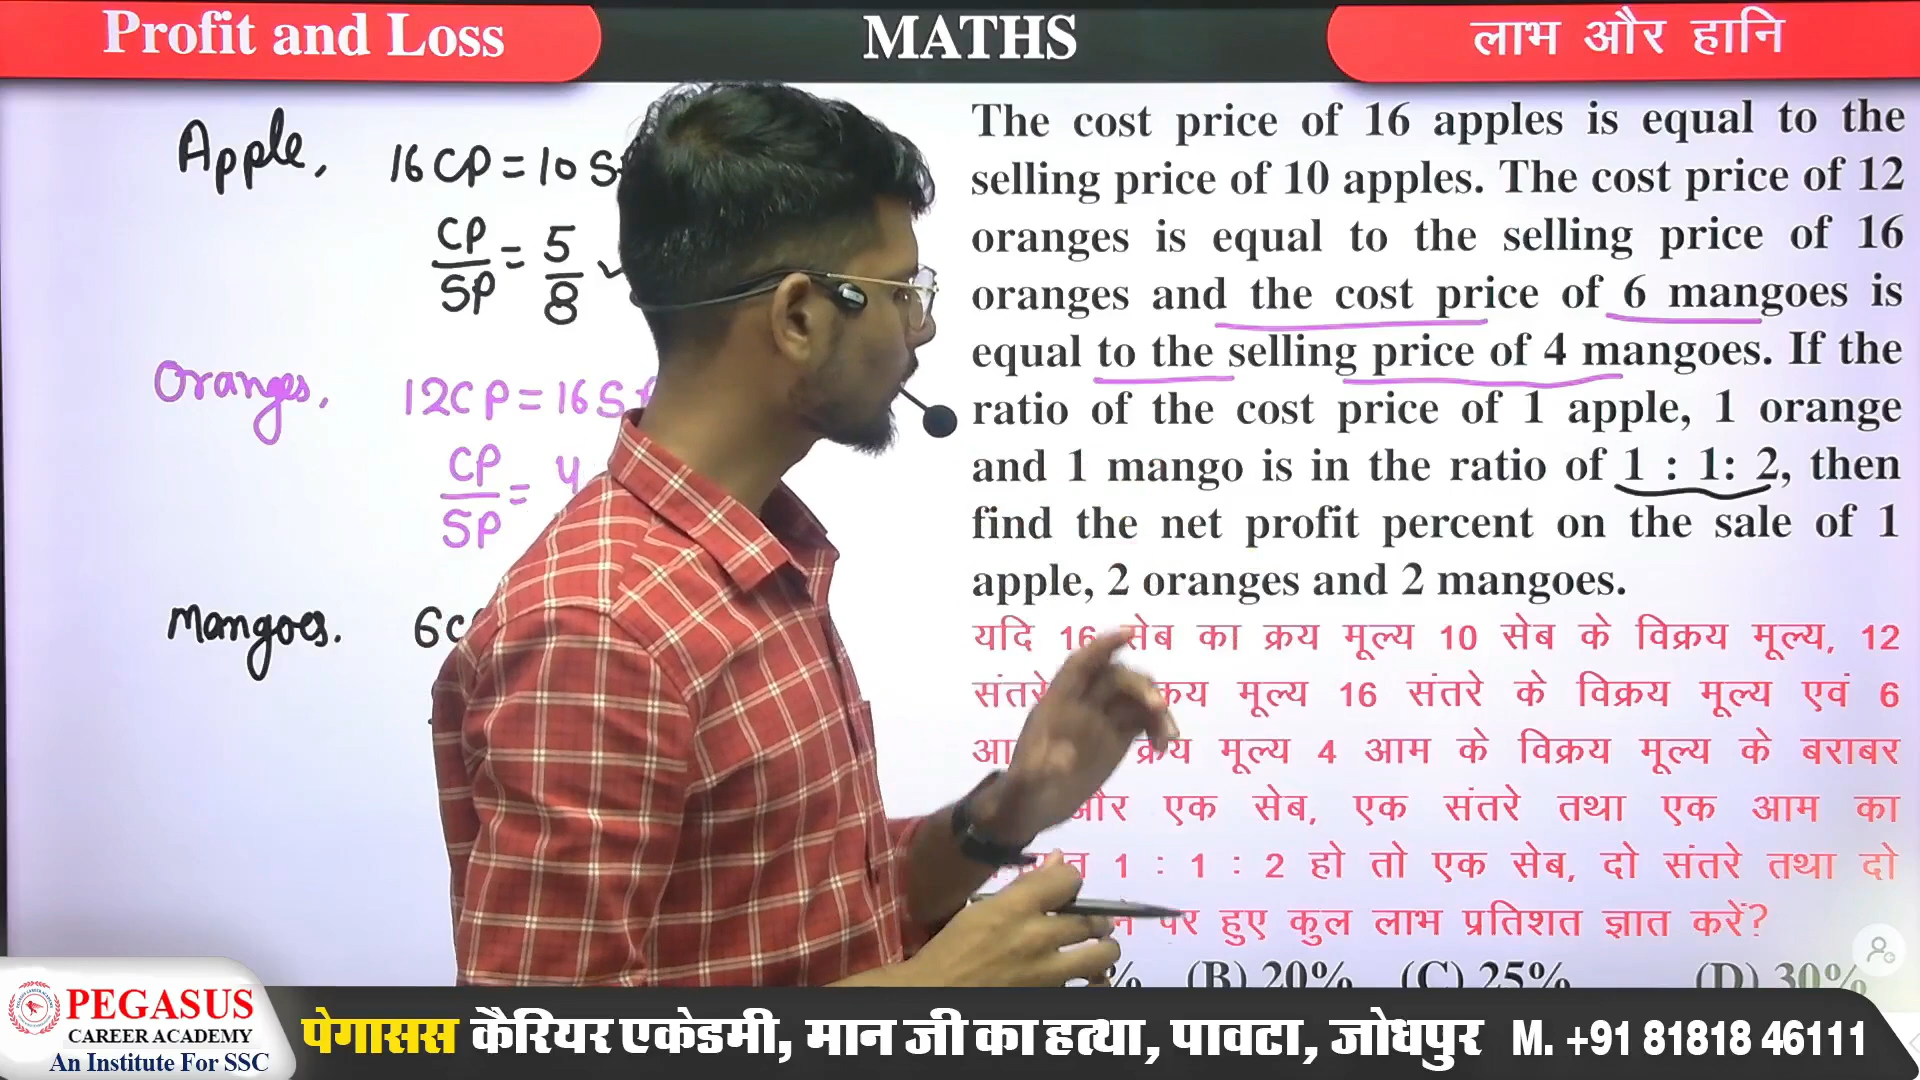 Profit and Loss
MATHS
लाभ और हानि
Apple, 16CP = 10 S
CP/SP = 5/8
Oranges, 12CP = 16 S
CP/SP = 4
Mangoes. 6C
The cost price of 16 apples is equal to the
selling price of 10 apples. The cost price of 12
oranges is equal to the selling price of 16
oranges and the cost price of 6 mangoes is
equal to the selling price of 4 mangoes. If the
ratio of the cost price of 1 apple, 1 orange
and 1 mango is in the ratio of 1 : 1: 2, then
find the net profit percent on the sale of 1
apple, 2 oranges and 2 mangoes.
यदि 16 सेब का क्रय मूल्य 10 सेब के विक्रय मूल्य, 12
संतरे क्रय मूल्य 16 संतरे के विक्रय मूल्य एवं 6
क्रय मूल्य 4 आम के विक्रय मूल्य के बराबर
और एक सेब, एक संतरे तथा एक आम का
1 : 1 : 2 हो तो एक सेब, दो संतरे तथा दो
पर हुए कुल लाभ प्रतिशत ज्ञात करें?
% (B) 20% (C) 25% (D) 30%
PEGASUS
CAREER ACADEMY
An Institute For SSC
पेगासस कैरियर एकेडमी, मान जी का हत्था, पावटा, जोधपुर M. +91 81818 46111